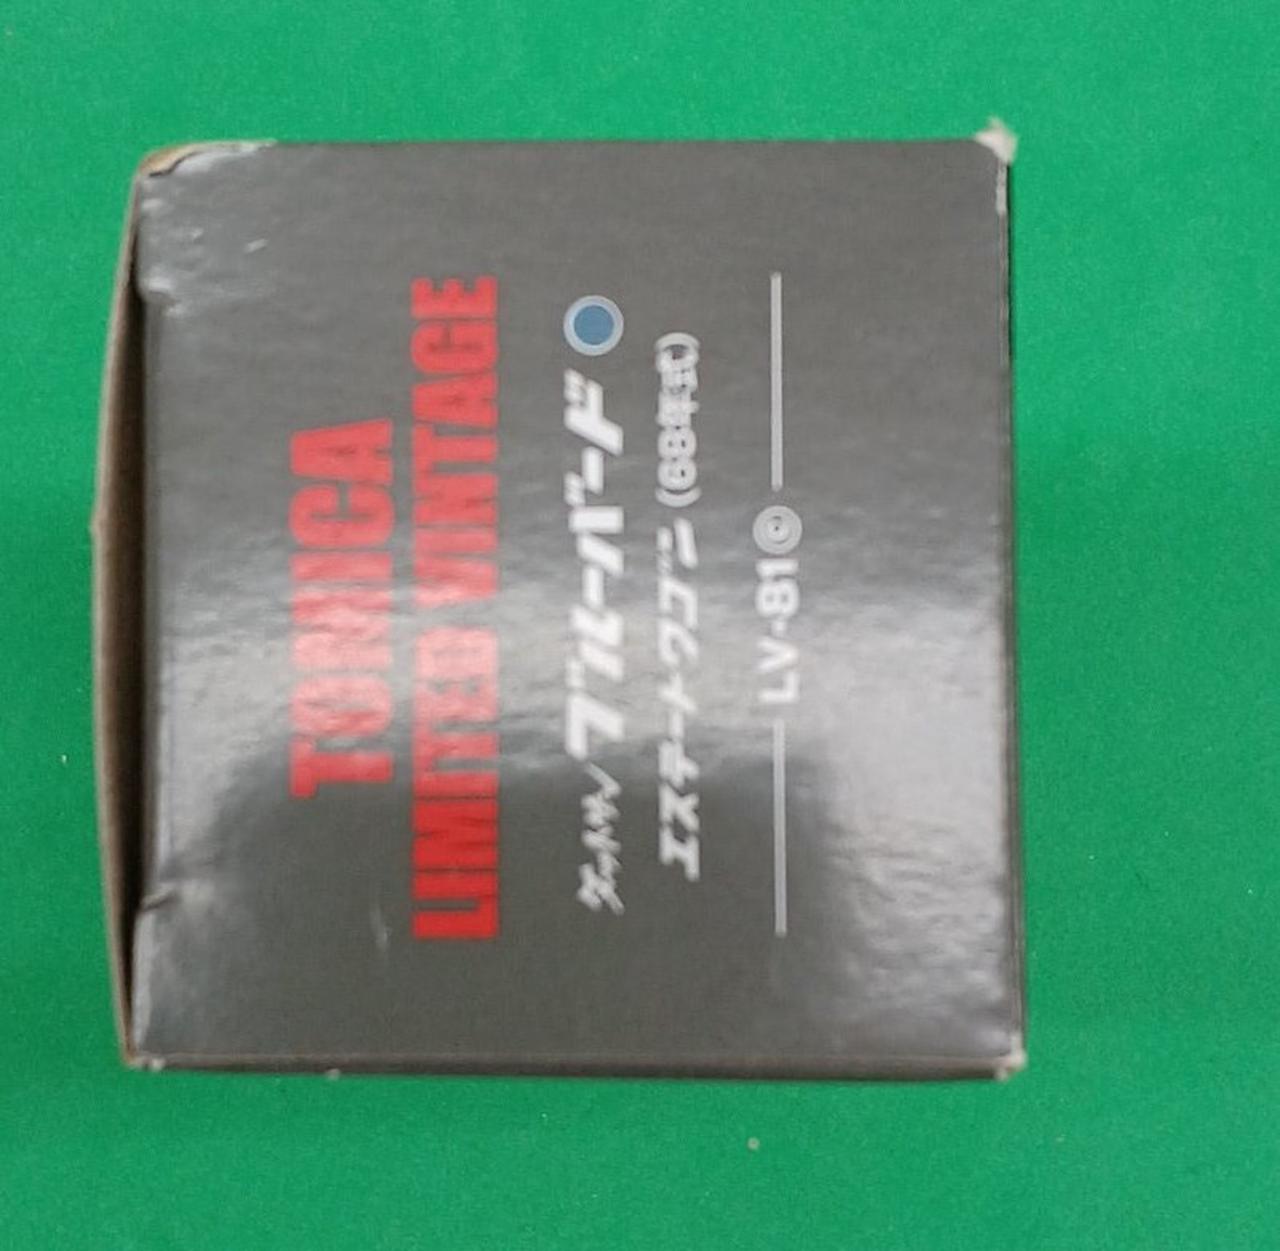 TOMICA
LIMITED VINTAGE
ダットサン ブルーバード
エステートワゴン (68年式)
LV-81